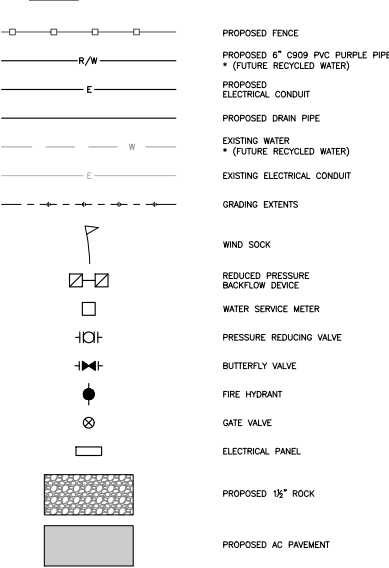 PROPOSED FENCE
R/W
PROPOSED 6" C909 PVC PURPLE PIPE
* (FUTURE RECYCLED WATER)
E
PROPOSED
ELECTRICAL CONDUIT
PROPOSED DRAIN PIPE
W
EXISTING WATER
* (FUTURE RECYCLED WATER)
E
EXISTING ELECTRICAL CONDUIT
GRADING EXTENTS
WIND SOCK
REDUCED PRESSURE
BACKFLOW DEVICE
WATER SERVICE METER
PRESSURE REDUCING VALVE
BUTTERFLY VALVE
FIRE HYDRANT
GATE VALVE
ELECTRICAL PANEL
PROPOSED 1½" ROCK
PROPOSED AC PAVEMENT